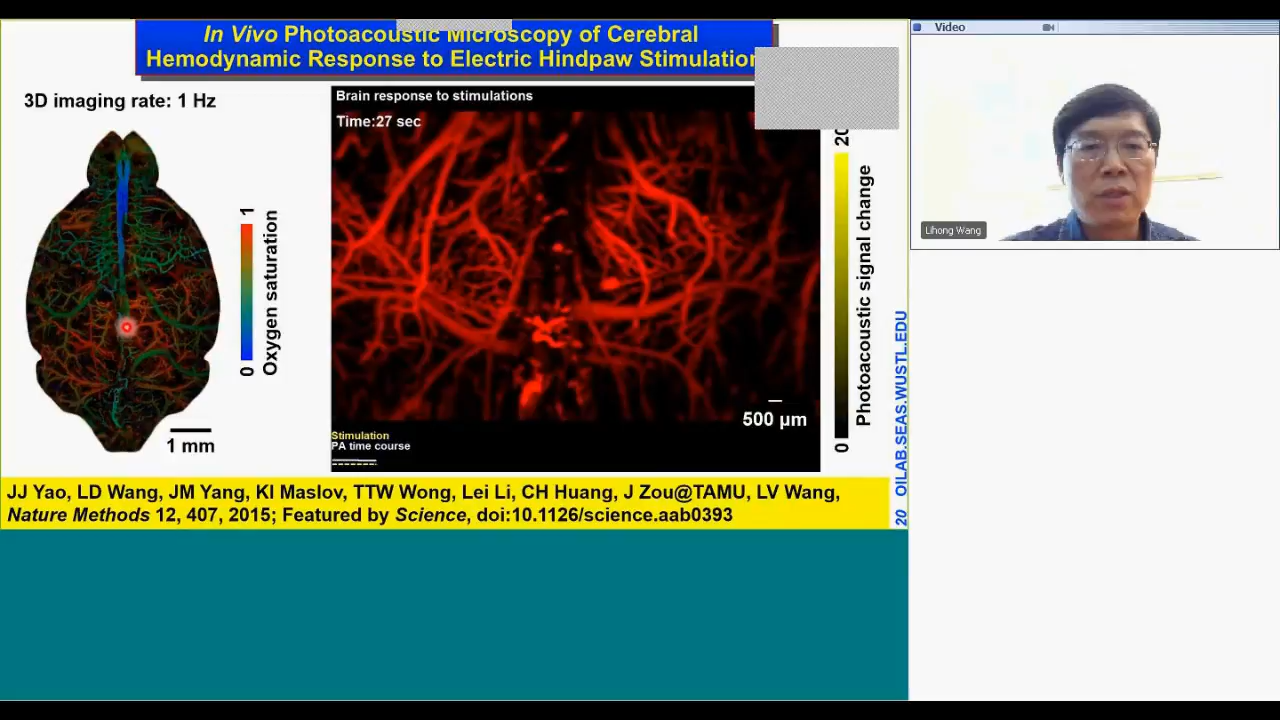 In Vivo Photoacoustic Microscopy of Cerebral
Hemodynamic Response to Electric Hindpaw Stimulation
Video
3D imaging rate: 1 Hz
Brain response to stimulations
Time:27 sec
1
Oxygen saturation
0
1 mm
500 µm
Stimulation
PA time course
20
Photoacoustic signal change
0
Lihong Wang
OILAB.SEAS.WUSTL.EDU
20
JJ Yao, LD Wang, JM Yang, KI Maslov, TTW Wong, Lei Li, CH Huang, J Zou@TAMU, LV Wang,
Nature Methods 12, 407, 2015; Featured by Science, doi:10.1126/science.aab0393